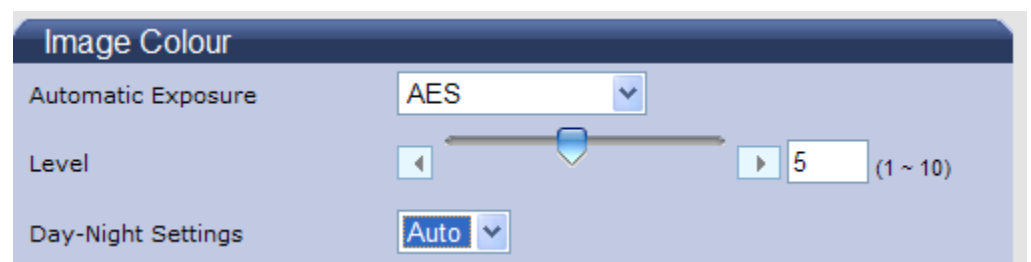 Image Colour
Automatic Exposure AES
Level 5 (1 ~ 10)
Day-Night Settings Auto